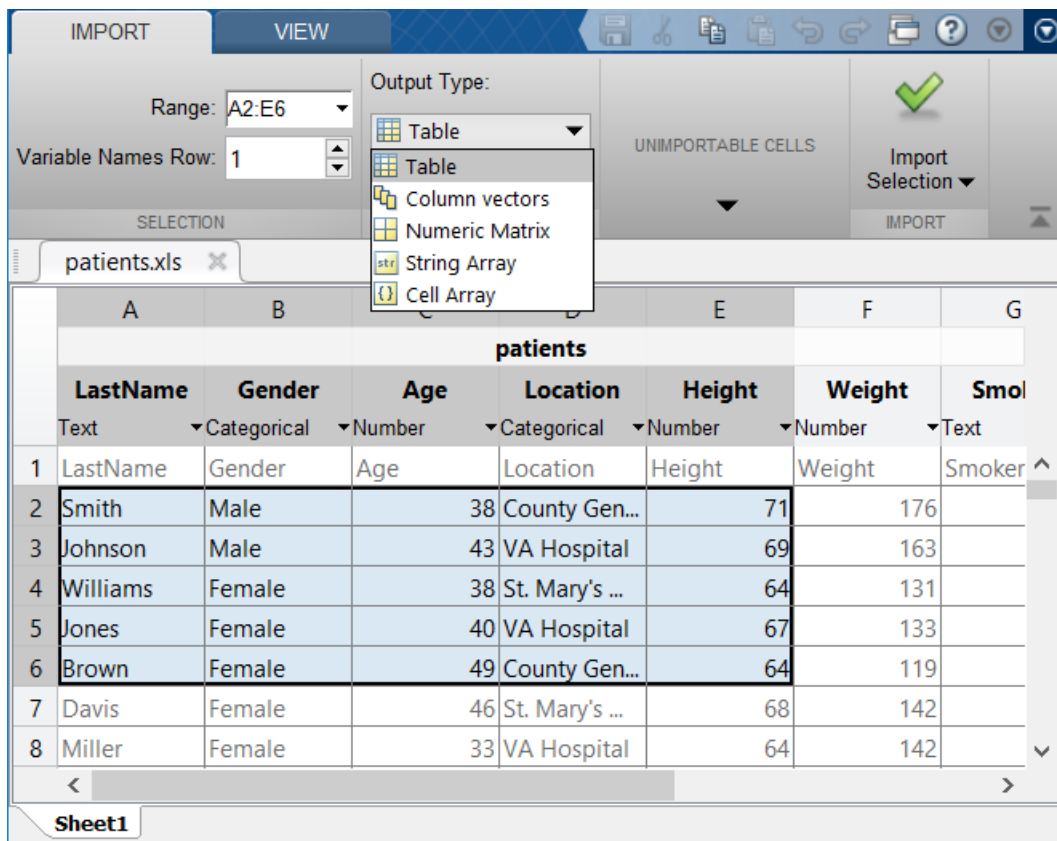 IMPORT VIEW
Output Type:
Range: A2:E6
Table
Variable Names Row: 1
UNIMPORTABLE CELLS
Import
Selection
Table
Column vectors
Numeric Matrix
String Array
Cell Array
SELECTION
IMPORT
patients.xls
A B E F G
patients
LastName Gender Age Location Height Weight
Text Categorical Number Categorical Number Number Text
1 LastName Gender Age Location Height Weight Smoker
2 Smith Male 38 County Gen... 71 176
3 Johnson Male 43 VA Hospital 69 163
4 Williams Female 38 St. Mary's ... 64 131
5 Jones Female 40 VA Hospital 67 133
6 Brown Female 49 County Gen... 64 119
7 Davis Female 46 St. Mary's ... 68 142
8 Miller Female 33 VA Hospital 64 142
Sheet1